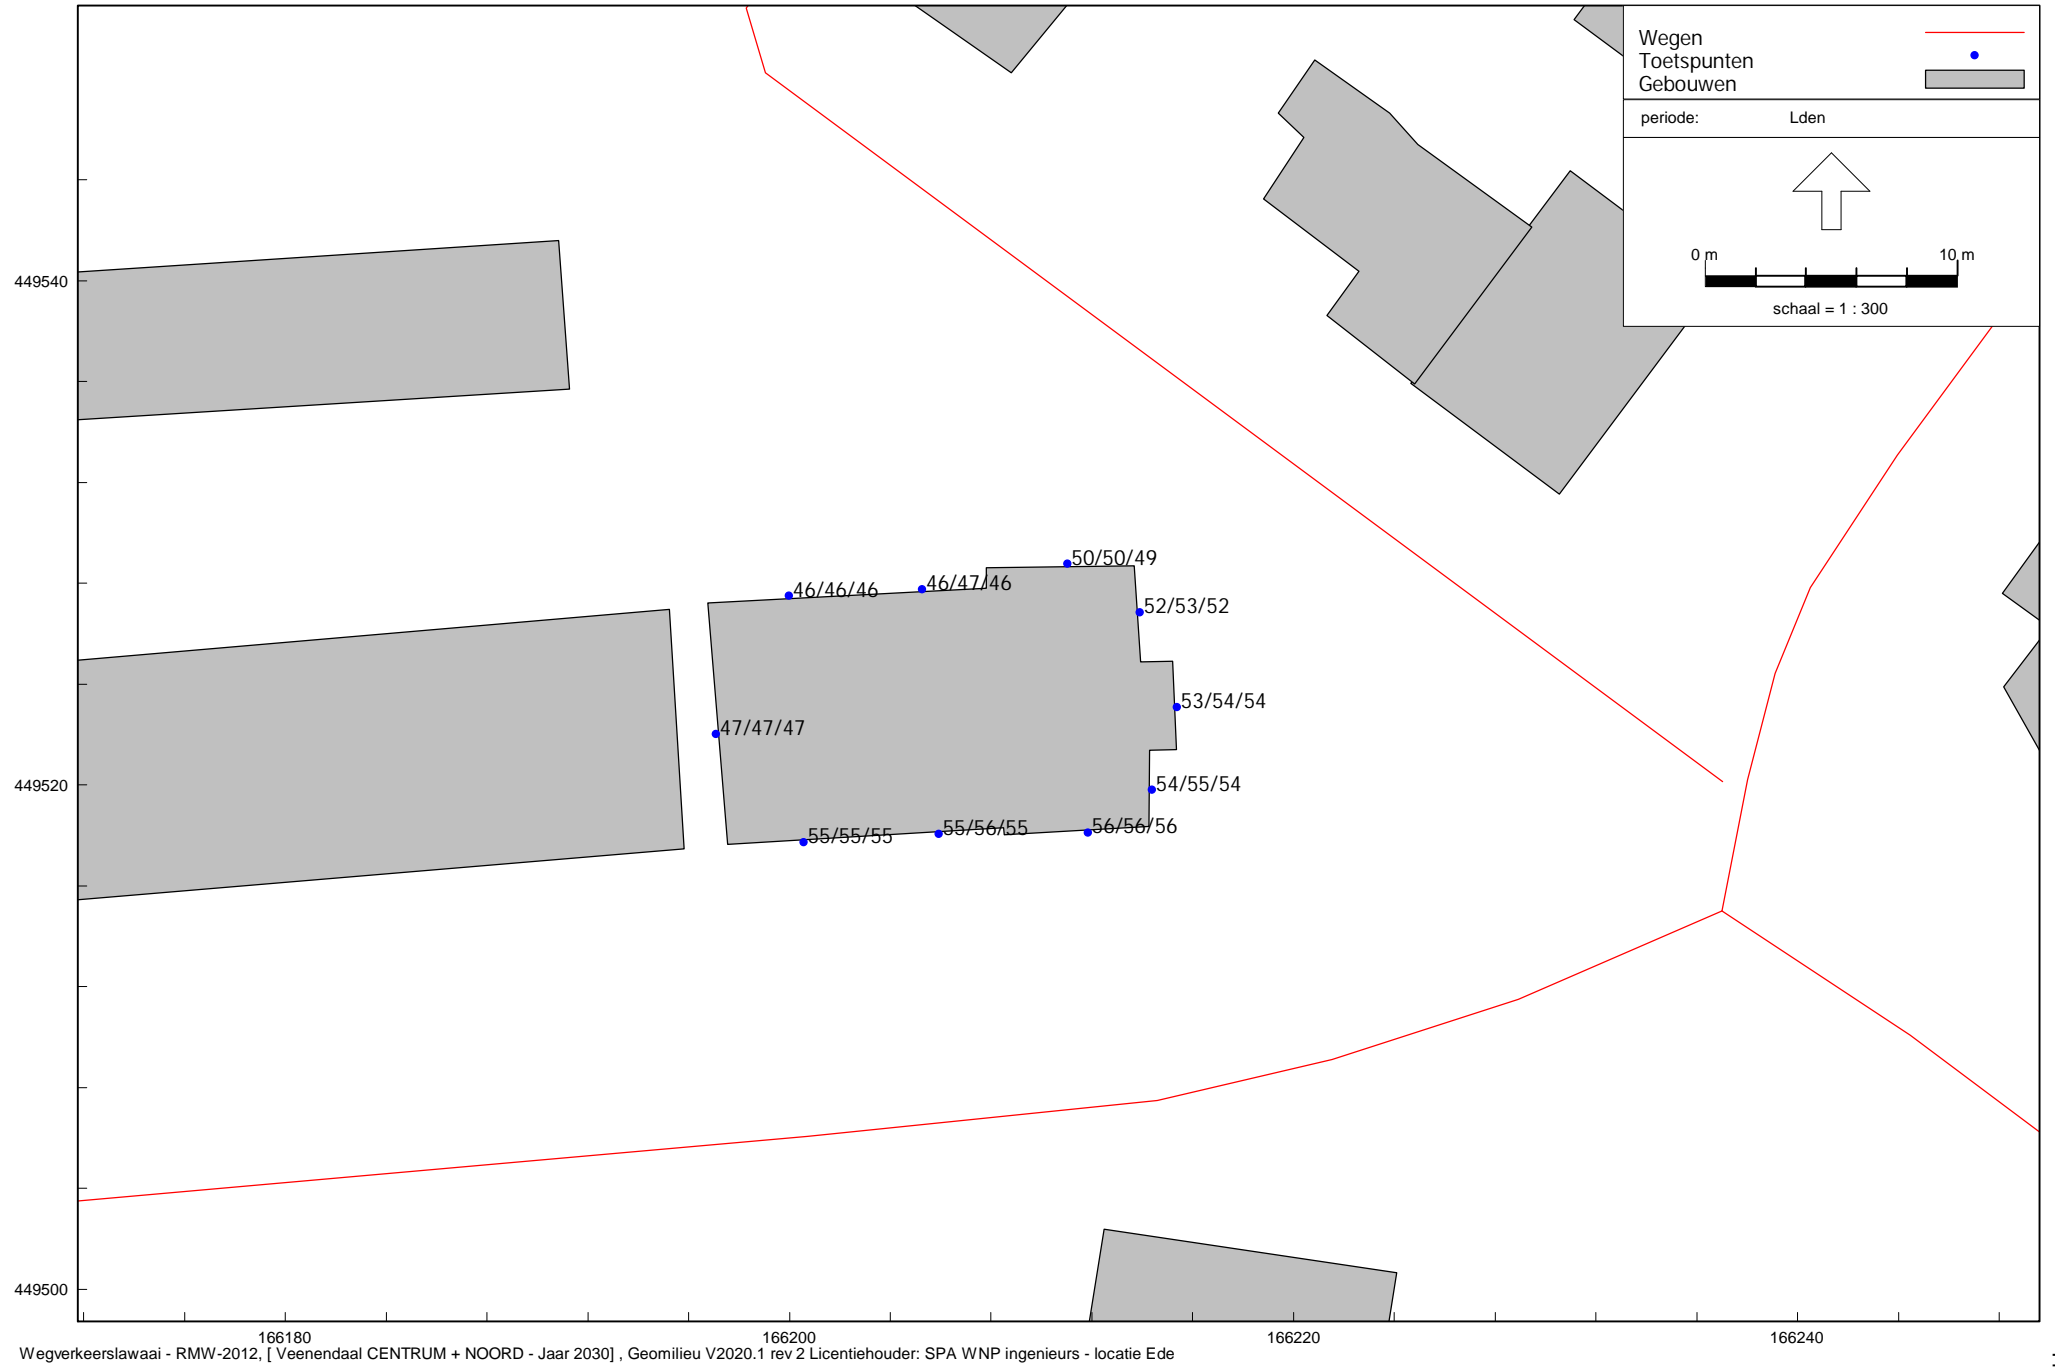 Wegen
Toetspunten
Gebouwen
periode: Lden
0 m 10 m
schaal = 1 : 300
449540
50/50/49
46/46/46 46/47/46
52/53/52
53/54/54
47/47/47
449520
54/55/54
55/55/55 55/56/55 56/56/56
449500
166180 166200 166220 166240
Wegverkeerslawaai - RMW-2012, [ Veenendaal CENTRUM + NOORD - Jaar 2030] , Geomilieu V2020.1 rev 2 Licentiehouder: SPA WNP ingenieurs - locatie Ede